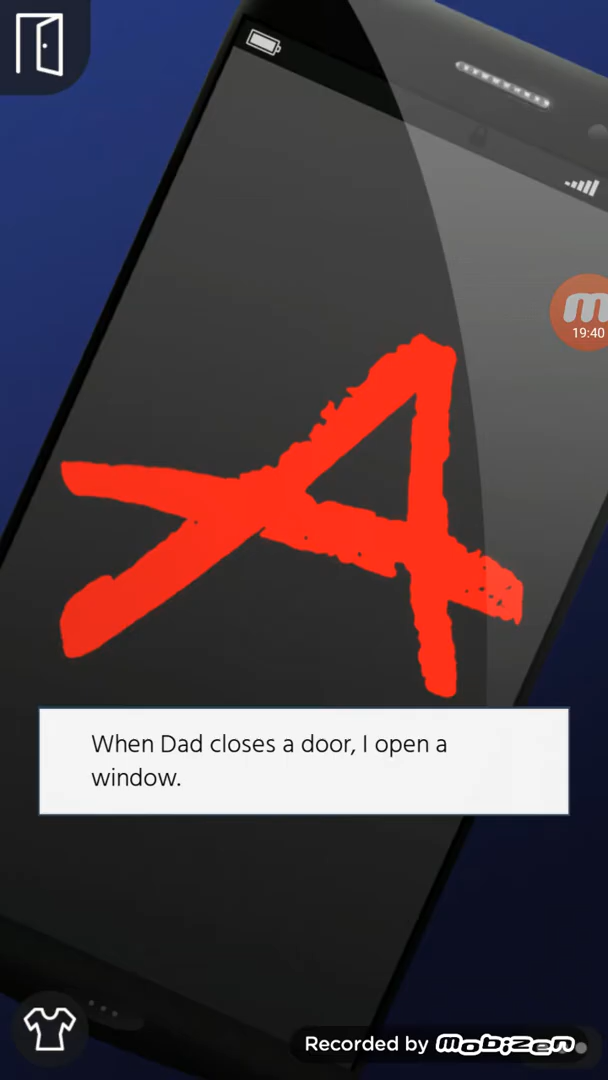 19:40
A
When Dad closes a door, I open a
window.
Recorded by mobizen